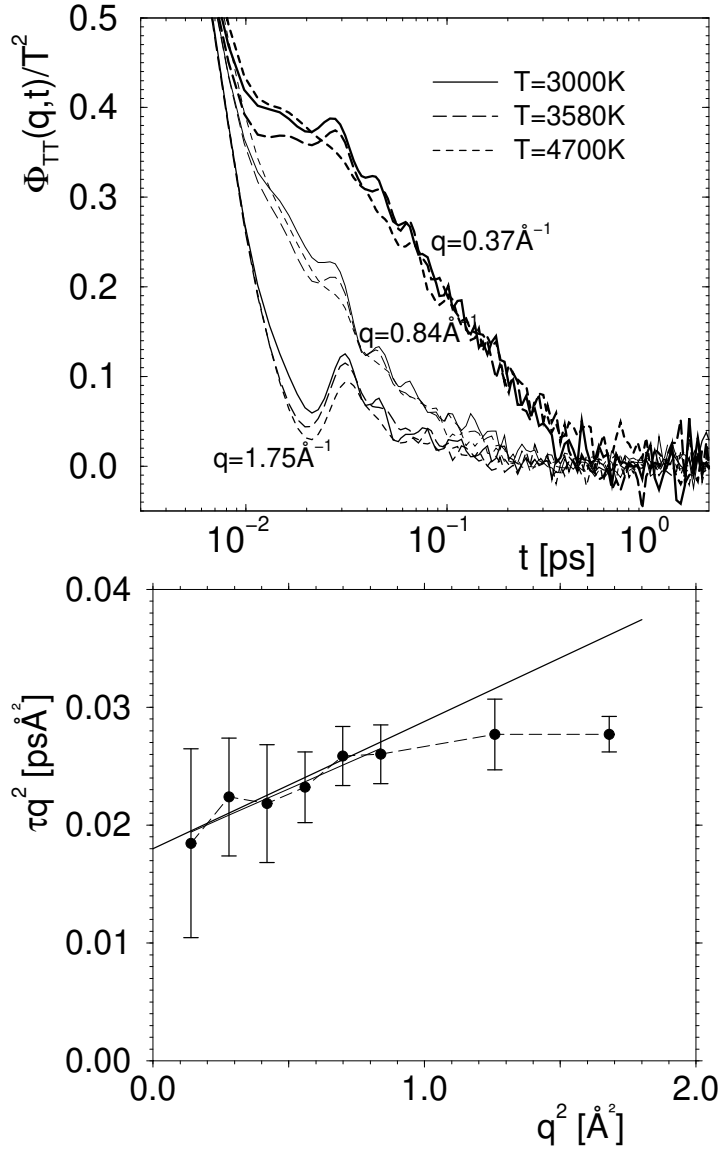 Φ_TT(q,t)/T²
0.5
0.4
0.3
0.2
0.1
0.0
T=3000K
T=3580K
T=4700K
q=0.37Å⁻¹
q=0.84Å⁻¹
q=1.75Å⁻¹
10⁻²
10⁻¹
10⁰
t [ps]
τq² [psÅ²]
0.04
0.03
0.02
0.01
0.00
0.0
1.0
2.0
q² [Å²]